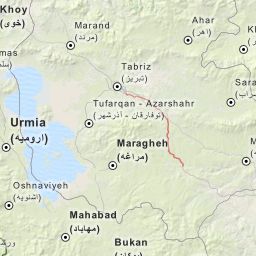 Khoy
(خوی)
Marand
(مرند)
Ahar
(اهر)
Tabriz
(تبریز)
Tufarqan - Azarshahr
(توفارقان - آذرشهر)
Urmia
(ارومیه)
Maragheh
(مراغه)
Oshnaviyeh
(اشنویه)
Mahabad
(مهاباد)
Bukan